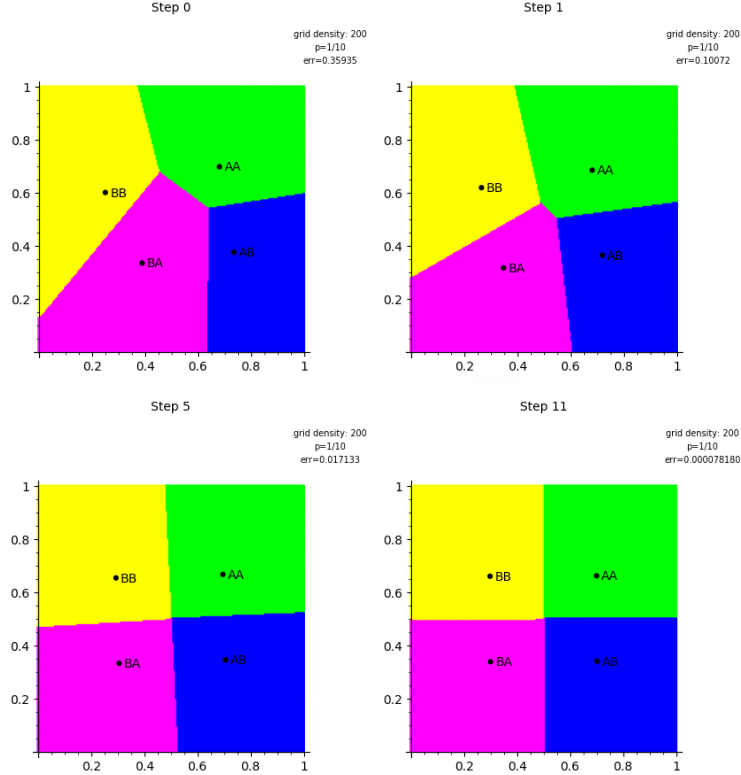 Step 0
grid density: 200
p=1/10
err=0.35935
1
0.8
0.6
0.4
0.2
BB
AA
BA
AB
0.2
0.4
0.6
0.8
1
Step 1
grid density: 200
p=1/10
err=0.10072
1
0.8
0.6
0.4
0.2
BB
AA
BA
AB
0.2
0.4
0.6
0.8
1
Step 5
grid density: 200
p=1/10
err=0.017133
1
0.8
0.6
0.4
0.2
BB
AA
BA
AB
0.2
0.4
0.6
0.8
1
Step 11
grid density: 200
p=1/10
err=0.000078180
1
0.8
0.6
0.4
0.2
BB
AA
BA
AB
0.2
0.4
0.6
0.8
1